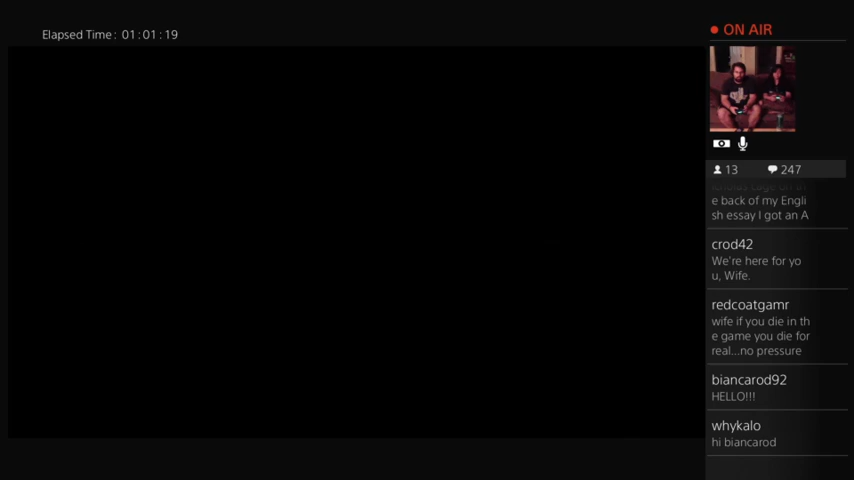 Elapsed Time: 01:01:19
ON AIR
13 247
e back of my Engli
sh essay I got an A
crod42
We're here for yo
u, Wife.
redcoatgamr
wife if you die in th
e game you die for
real...no pressure
biancarod92
HELLO!!!
whykalo
hi biancarod